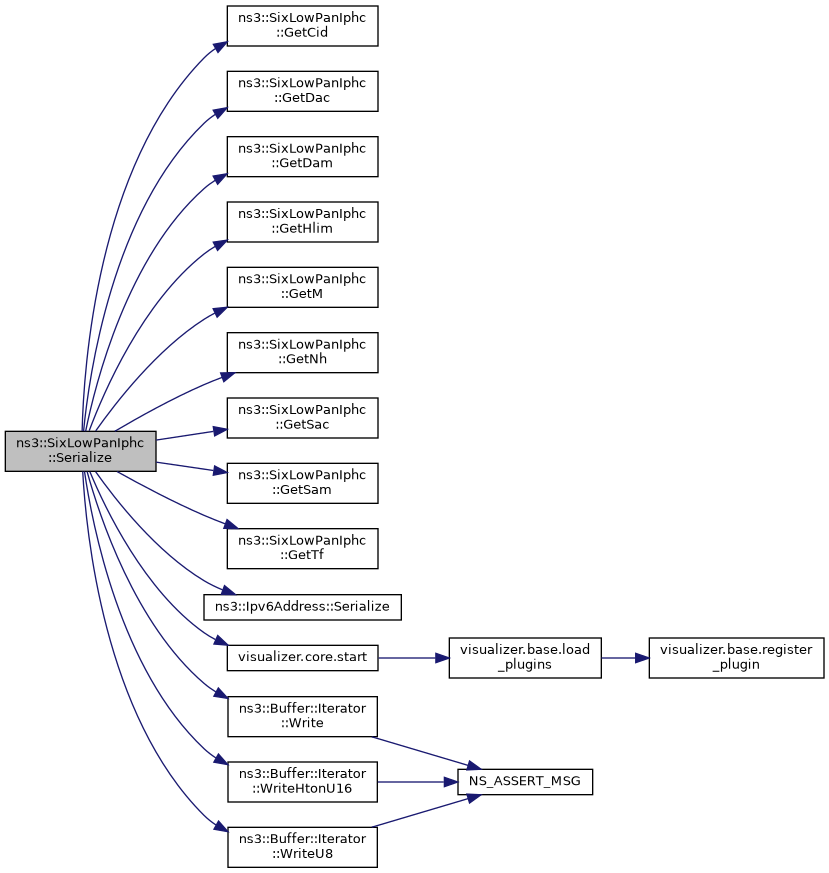 ns3::SixLowPanIphc
::GetCid
ns3::SixLowPanIphc
::GetDac
ns3::SixLowPanIphc
::GetDam
ns3::SixLowPanIphc
::GetHlim
ns3::SixLowPanIphc
::GetM
ns3::SixLowPanIphc
::GetNh
ns3::SixLowPanIphc
::GetSac
ns3::SixLowPanIphc
::Serialize
ns3::SixLowPanIphc
::GetSam
ns3::SixLowPanIphc
::GetTf
ns3::Ipv6Address::Serialize
visualizer.core.start
visualizer.base.load
_plugins
visualizer.base.register
_plugin
ns3::Buffer::Iterator
::Write
ns3::Buffer::Iterator
::WriteHtonU16
NS_ASSERT_MSG
ns3::Buffer::Iterator
::WriteU8